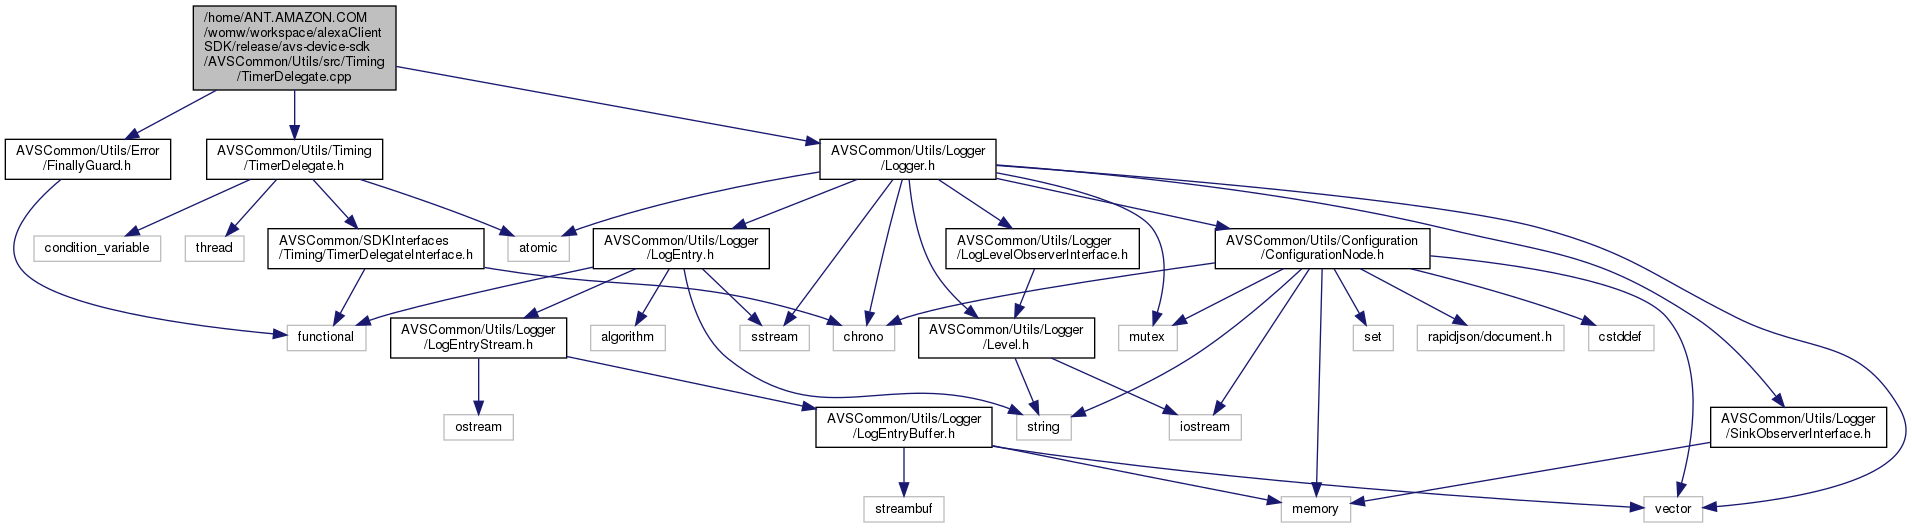 /home/ANT.AMAZON.COM
/womw/workspace/alexaClient
SDK/release/avs-device-sdk
/AVSCommon/Utils/src/Timing
/TimerDelegate.cpp
AVSCommon/Utils/Error
/FinallyGuard.h
AVSCommon/Utils/Timing
/TimerDelegate.h
AVSCommon/Utils/Logger
/Logger.h
condition_variable
thread
AVSCommon/SDKInterfaces
/Timing/TimerDelegateInterface.h
atomic
AVSCommon/Utils/Logger
/LogEntry.h
AVSCommon/Utils/Logger
/LogLevelObserverInterface.h
AVSCommon/Utils/Configuration
/ConfigurationNode.h
functional
AVSCommon/Utils/Logger
/LogEntryStream.h
algorithm
sstream
chrono
AVSCommon/Utils/Logger
/Level.h
mutex
set
rapidjson/document.h
cstddef
ostream
AVSCommon/Utils/Logger
/LogEntryBuffer.h
string
iostream
AVSCommon/Utils/Logger
/SinkObserverInterface.h
streambuf
memory
vector